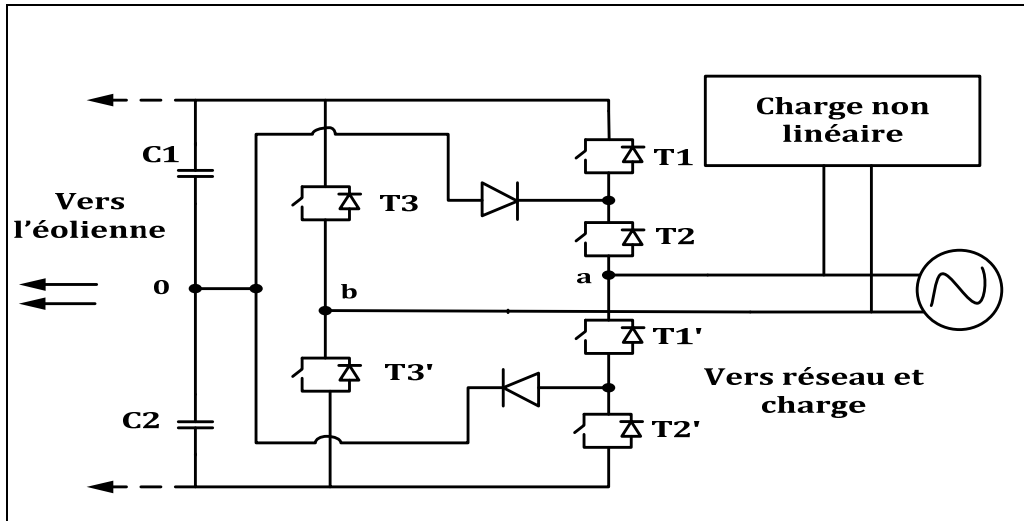 Charge non
linéaire
C1
T1
Vers
l'éolienne
T3
T2
a
0
b
T1'
T3'
Vers réseau et
charge
C2
T2'